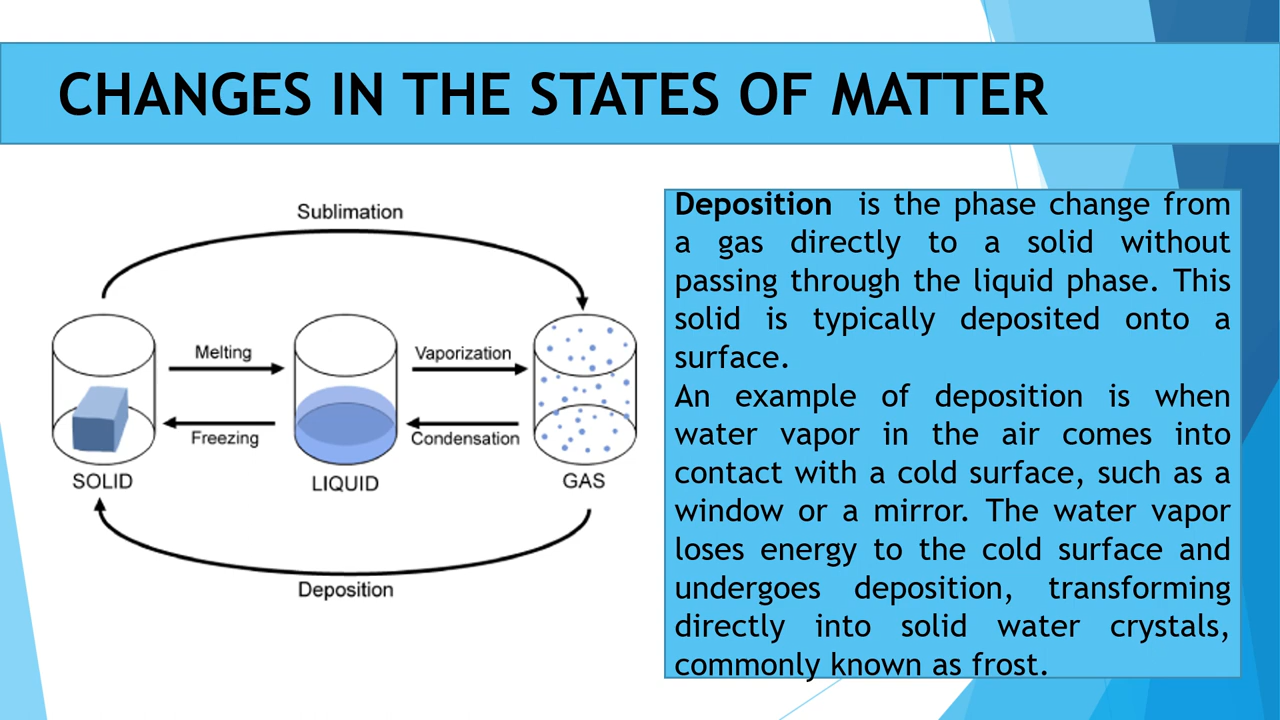 CHANGES IN THE STATES OF MATTER
Sublimation
Melting
Vaporization
Freezing
Condensation
SOLID
LIQUID
GAS
Deposition
Deposition is the phase change from
a gas directly to a solid without
passing through the liquid phase. This
solid is typically deposited onto a
surface.
An example of deposition is when
water vapor in the air comes into
contact with a cold surface, such as a
window or a mirror. The water vapor
loses energy to the cold surface and
undergoes deposition, transforming
directly into solid water crystals,
commonly known as frost.